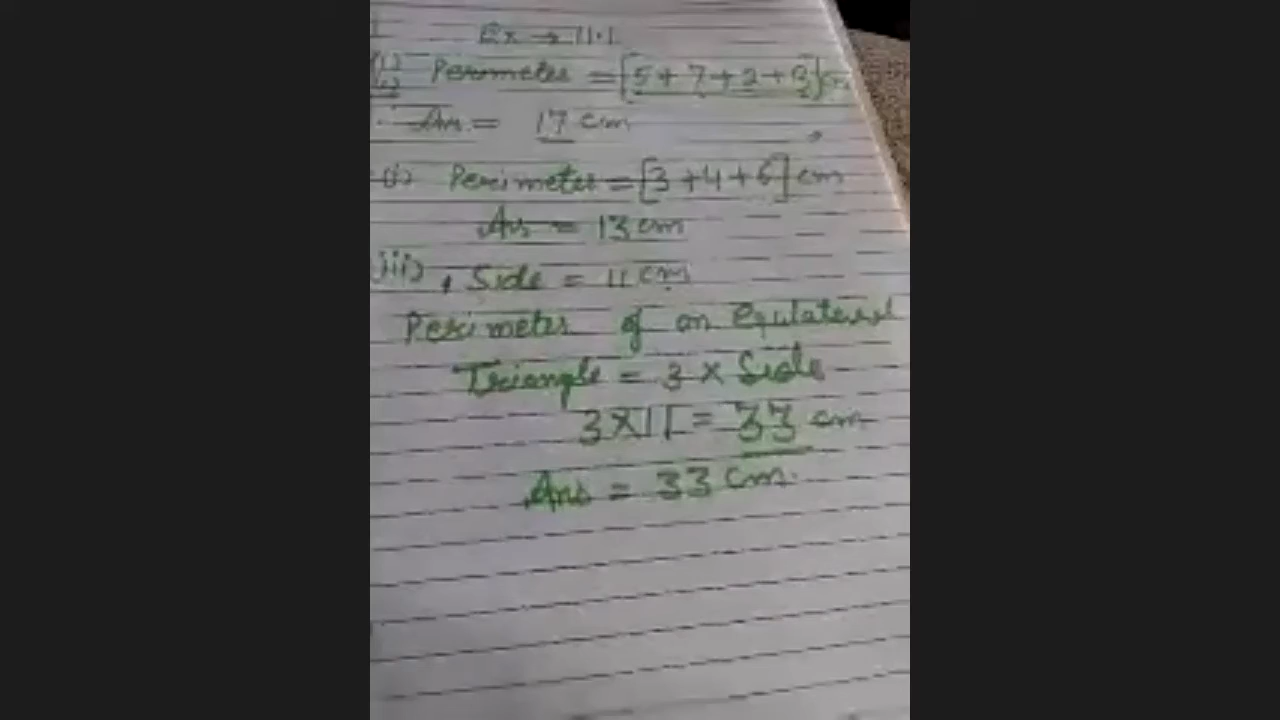 Ex → 11.1
(i) Perimeter = [5 + 7 + 2 + 3] cm
Ans = 17 cm
(ii) Perimeter = [3 + 4 + 6] cm
Ans = 13 cm
iii) Side = 11 cm
Perimeter of an equlateral
Triangle = 3 × Side
3 × 11 = 33 cm
Ans = 33 cm.